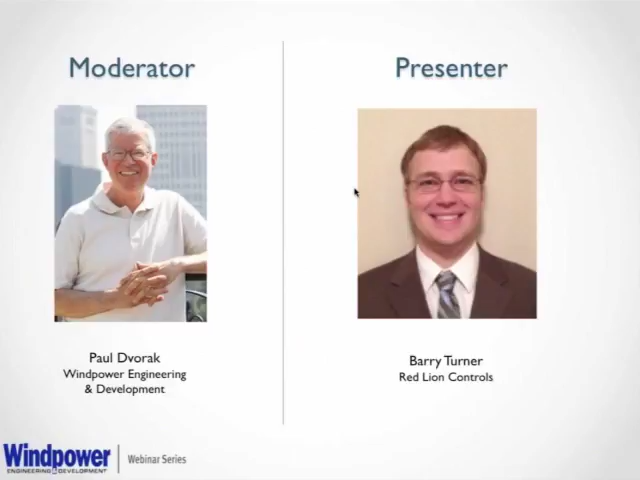 Moderator
Presenter
Paul Dvorak
Windpower Engineering
& Development
Barry Turner
Red Lion Controls
Windpower
ENGINEERING & DEVELOPMENT
Webinar Series